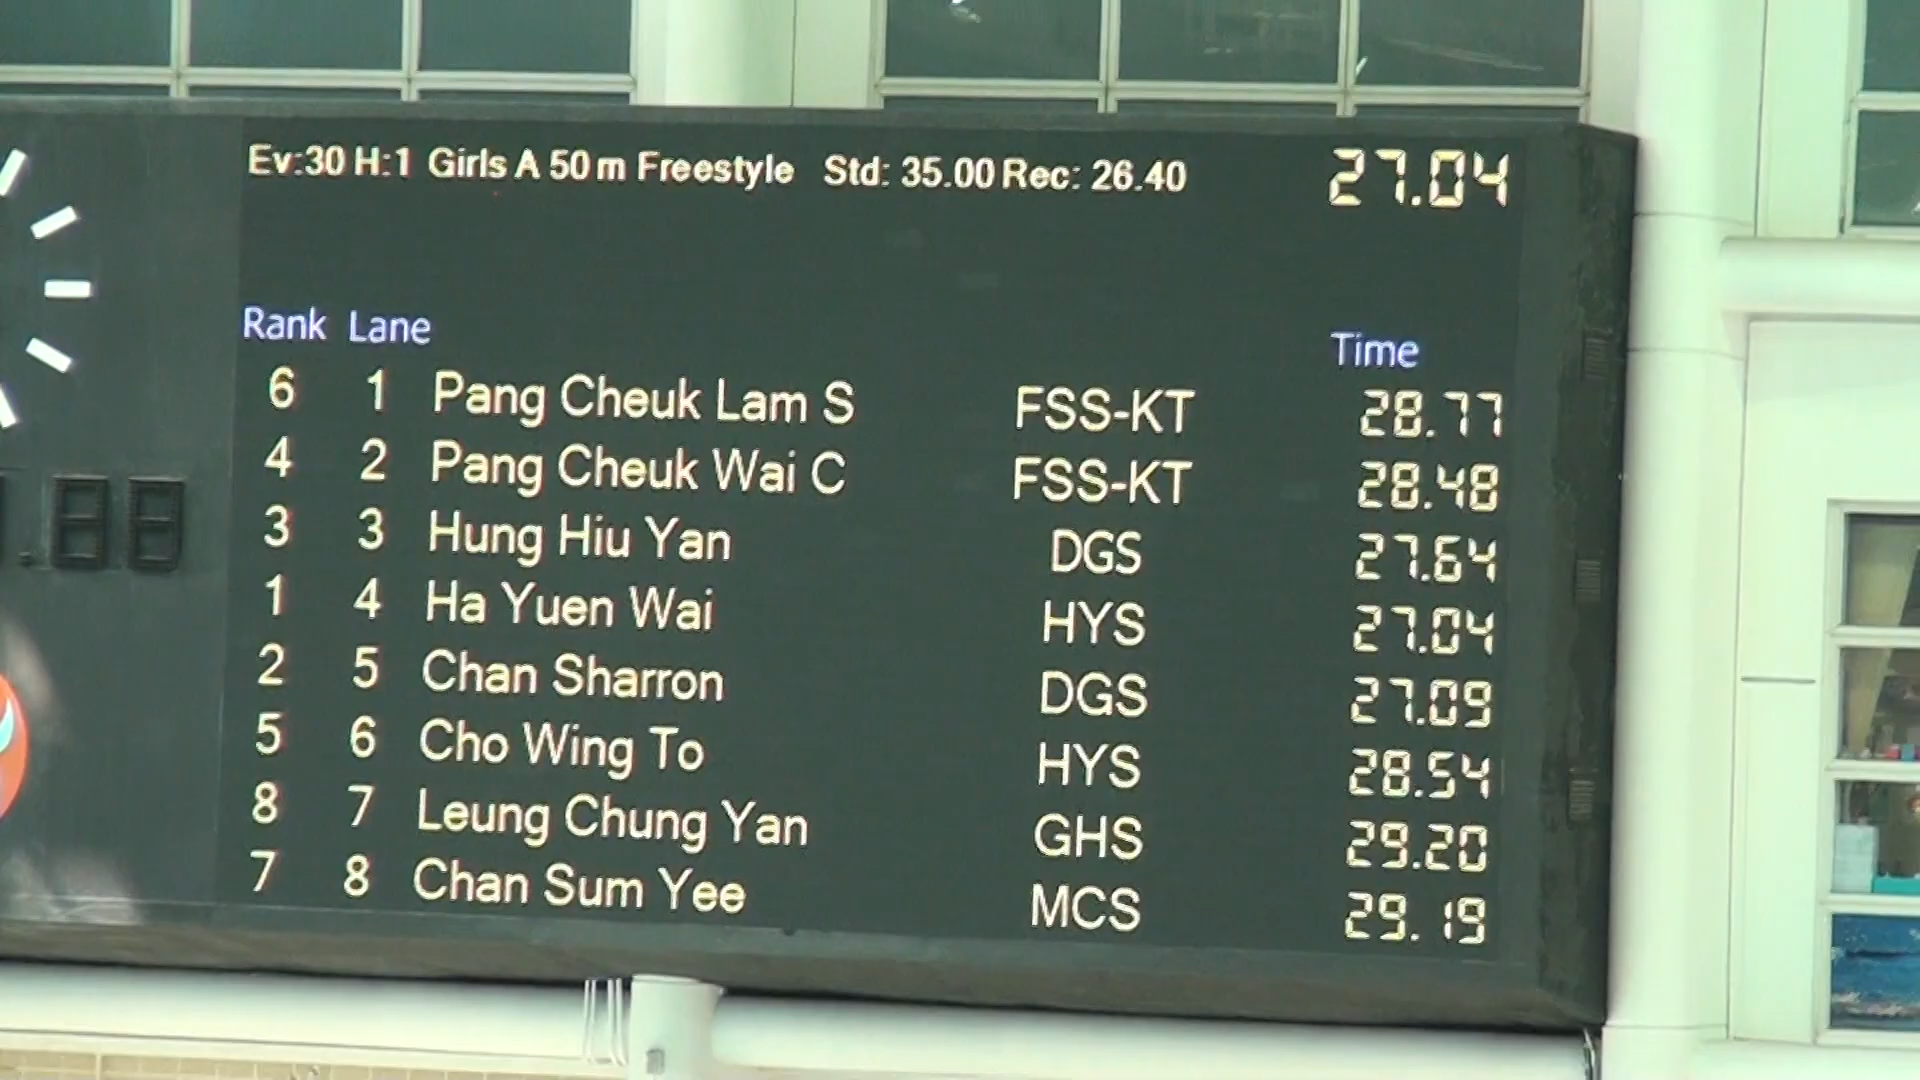 Ev:30 H:1 Girls A 50 m Freestyle Std: 35.00 Rec: 26.40 27.04
Rank Lane Time
6 1 Pang Cheuk Lam S FSS-KT 28.77
4 2 Pang Cheuk Wai C FSS-KT 28.48
3 3 Hung Hiu Yan DGS 27.64
1 4 Ha Yuen Wai HYS 27.04
2 5 Chan Sharron DGS 27.09
5 6 Cho Wing To HYS 28.54
8 7 Leung Chung Yan GHS 29.20
7 8 Chan Sum Yee MCS 29.19